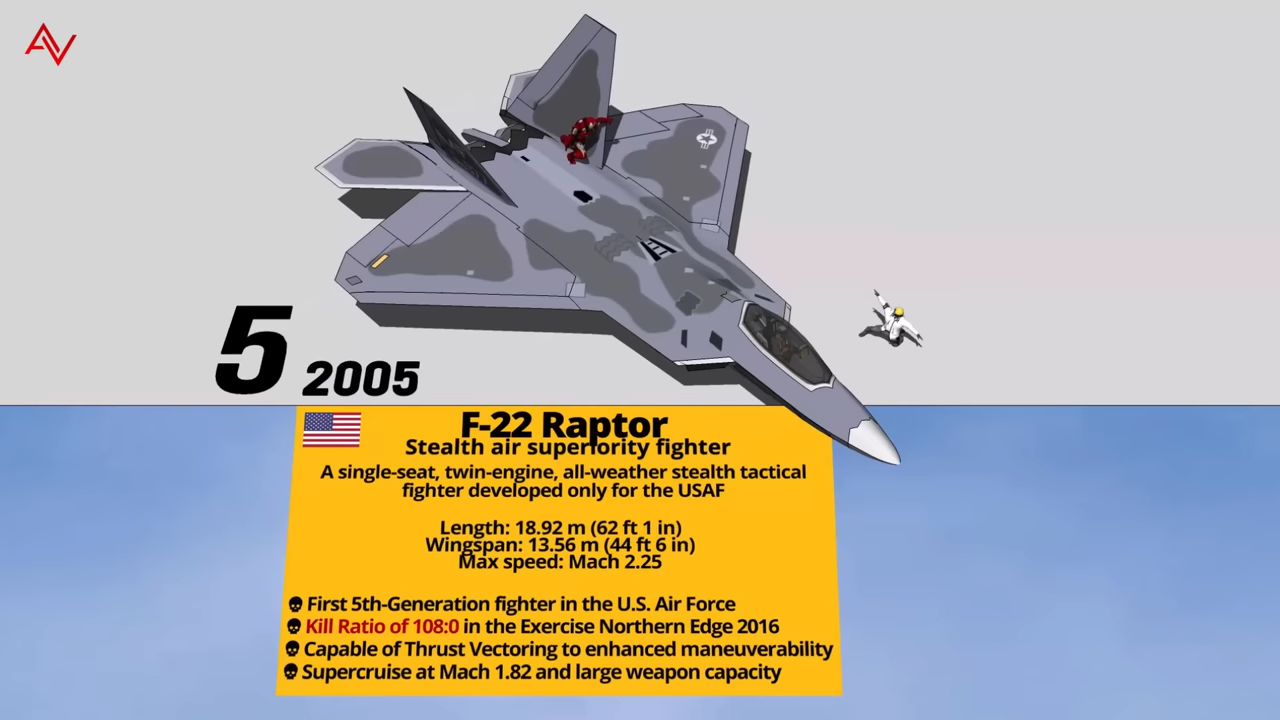 AV
5 2005
F-22 Raptor
Stealth air superiority fighter
A single-seat, twin-engine, all-weather stealth tactical
fighter developed only for the USAF
Length: 18.92 m (62 ft 1 in)
Wingspan: 13.56 m (44 ft 6 in)
Max speed: Mach 2.25
First 5th-Generation fighter in the U.S. Air Force
Kill Ratio of 108:0 in the Exercise Northern Edge 2016
Capable of Thrust Vectoring to enhanced maneuverability
Supercruise at Mach 1.82 and large weapon capacity